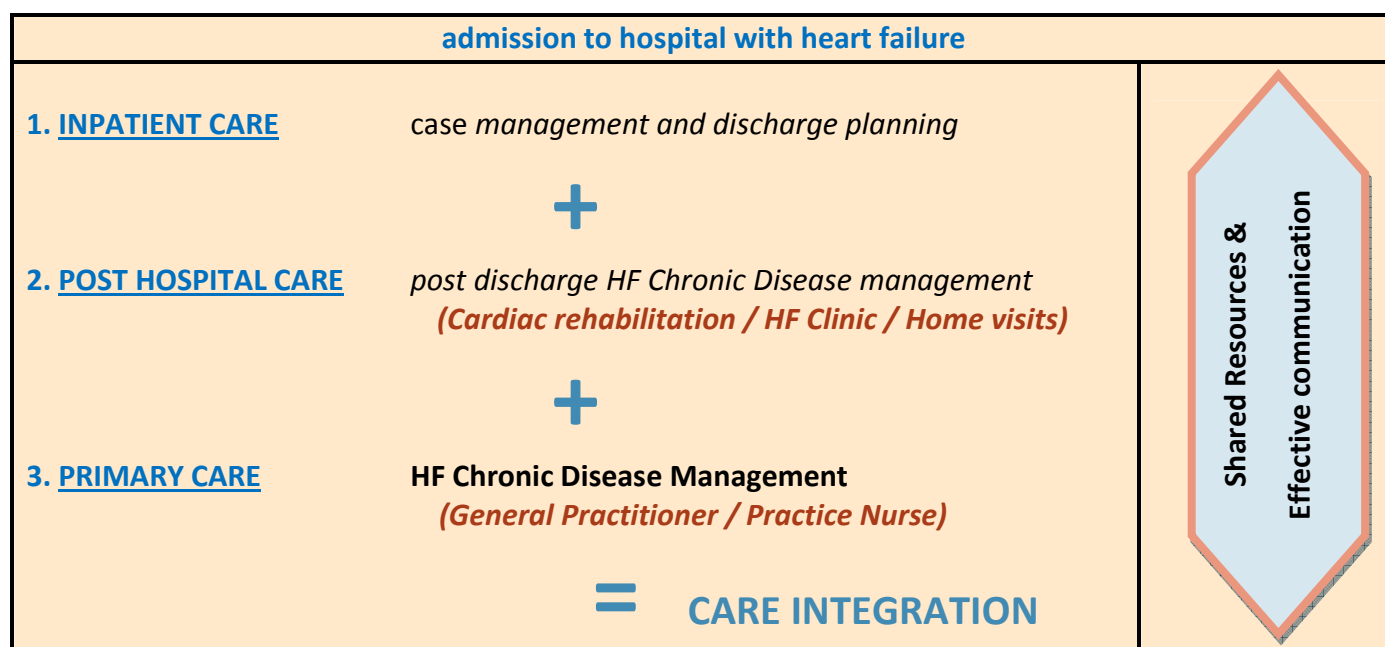 admission to hospital with heart failure
1. INPATIENT CARE case management and discharge planning
+
2. POST HOSPITAL CARE post discharge HF Chronic Disease management
(Cardiac rehabilitation / HF Clinic / Home visits)
+
3. PRIMARY CARE HF Chronic Disease Management
(General Practitioner / Practice Nurse)
= CARE INTEGRATION
Shared Resources &
Effective communication